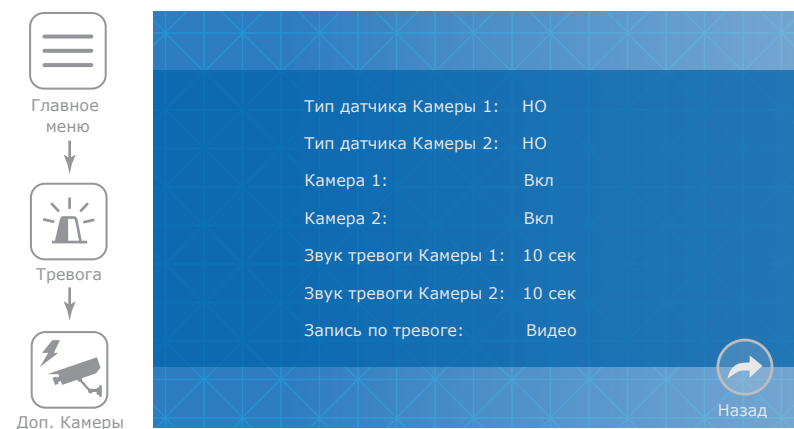 Главное
меню
Тревога
Доп. Камеры
Тип датчика Камеры 1: НО
Тип датчика Камеры 2: НО
Камера 1: Вкл
Камера 2: Вкл
Звук тревоги Камеры 1: 10 сек
Звук тревоги Камеры 2: 10 сек
Запись по тревоге: Видео
Назад